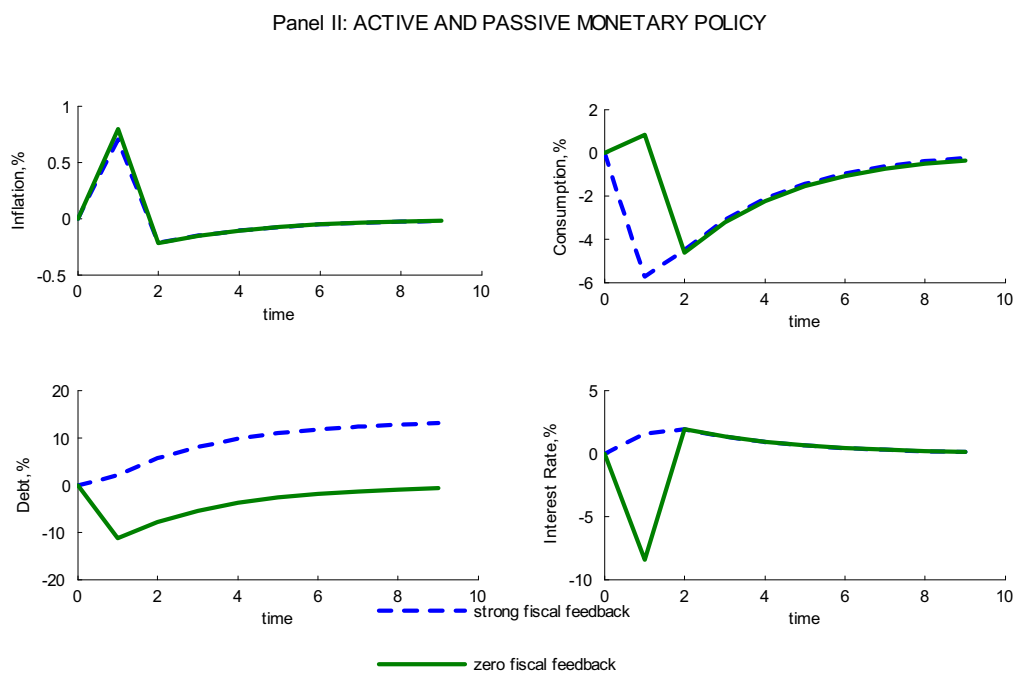 Panel II: ACTIVE AND PASSIVE MONETARY POLICY
1
0.5
0
-0.5
Inflation,%
0 2 4 6 8 10
time
2
0
-2
-4
-6
Consumption,%
0 2 4 6 8 10
time
20
10
0
-10
-20
Debt,%
0 2 4 6 8 10
time
5
0
-5
-10
Interest Rate,%
0 2 4 6 8 10
time
strong fiscal feedback
zero fiscal feedback